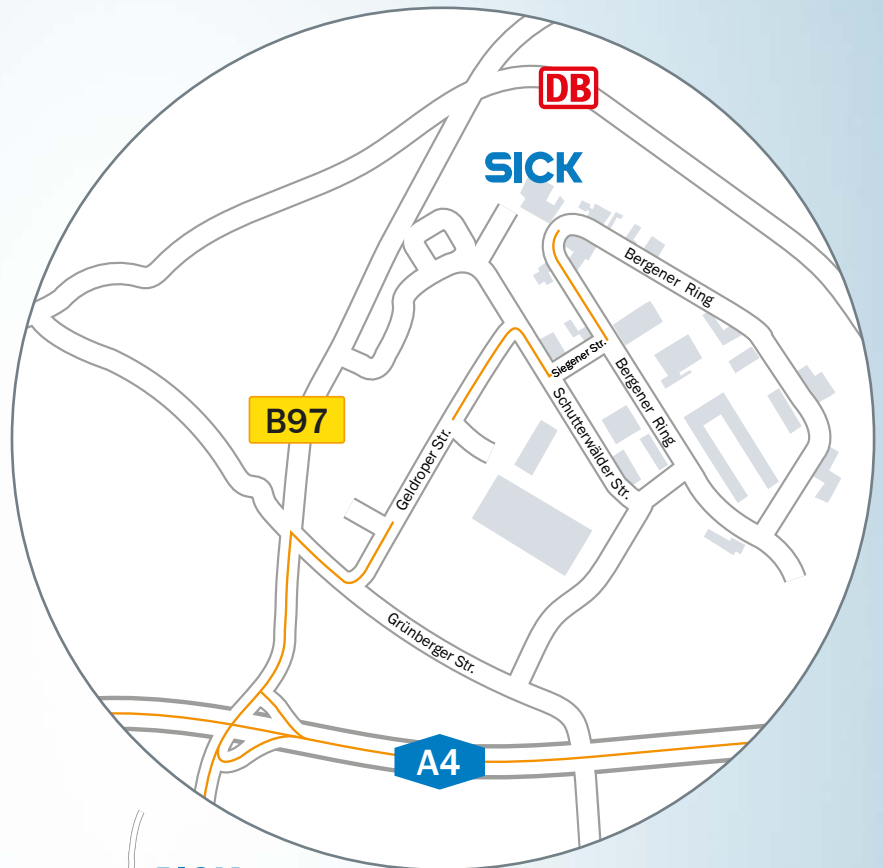 DB
SICK
Bergener Ring
Siegener Str.
Bergener Ring
B97
Schutterwälder Str.
Geldroper Str.
Grünberger Str.
A4